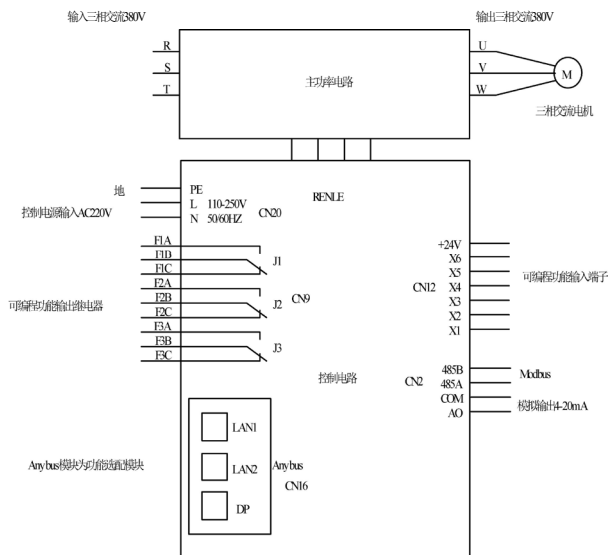 输入三相交流380V
输出三相交流380V
R
S
T
主功率电路
U
V
W
M
三相交流电机
地
控制电源输入AC220V
PE
L 110-250V
N 50/60HZ
CN20
RENLE
F1A
F1B
F1C
F2A
F2B
F2C
F3A
F3B
F3C
J1
J2
J3
CN9
可编程功能输出继电器
+24V
X6
X5
X4
X3
X2
X1
CN12
可编程功能输入端子
控制电路
CN2
485B
485A
COM
AO
Modbus
模拟输出4-20mA
LAN1
LAN2
DP
Anybus
CN16
Anybus模块为功能选配模块